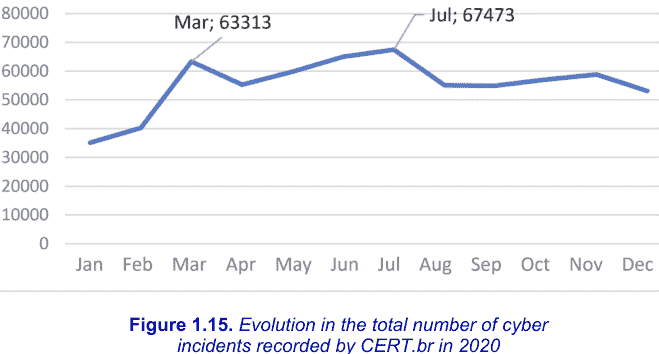 80000
Mar; 63313
Jul; 67473
70000
60000
50000
40000
30000
20000
10000
0
Jan Feb Mar Apr May Jun Jul Aug Sep Oct Nov Dec
Figure 1.15. Evolution in the total number of cyber
incidents recorded by CERT.br in 2020